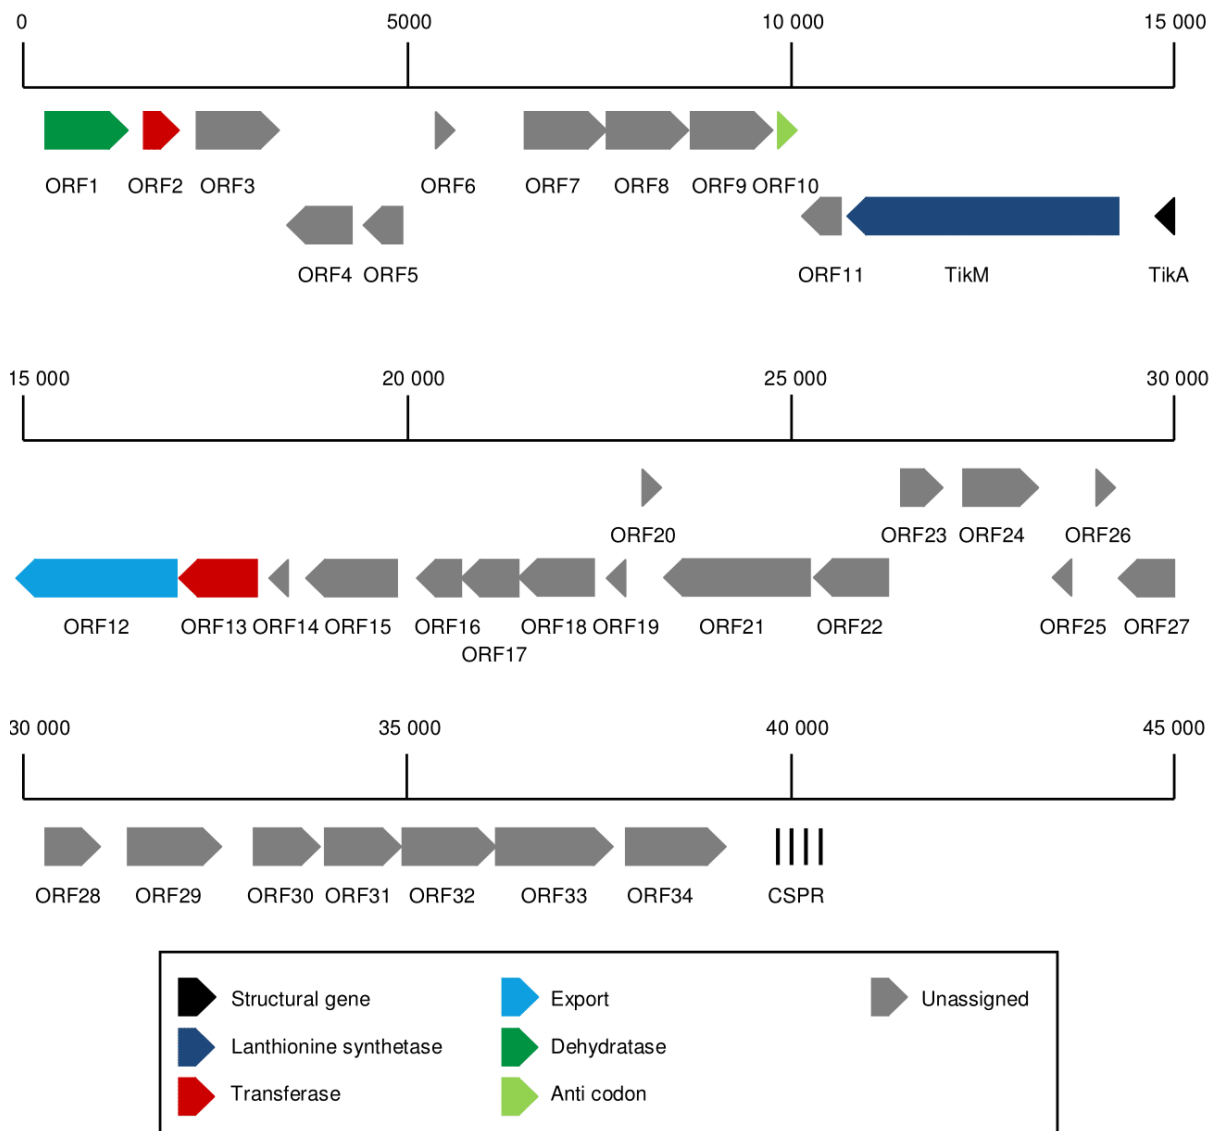 0 5000 10 000 15 000
ORF1 ORF2 ORF3 ORF6 ORF7 ORF8 ORF9 ORF10
ORF4 ORF5 ORF11 TikM TikA
15 000 20 000 25 000 30 000
ORF20 ORF23 ORF24 ORF26
ORF12 ORF13 ORF14 ORF15 ORF16 ORF18 ORF19 ORF21 ORF22 ORF25 ORF27
ORF17
30 000 35 000 40 000 45 000
ORF28 ORF29 ORF30 ORF31 ORF32 ORF33 ORF34 CSPR
Structural gene Export Unassigned
Lanthionine synthetase Dehydratase
Transferase Anti codon